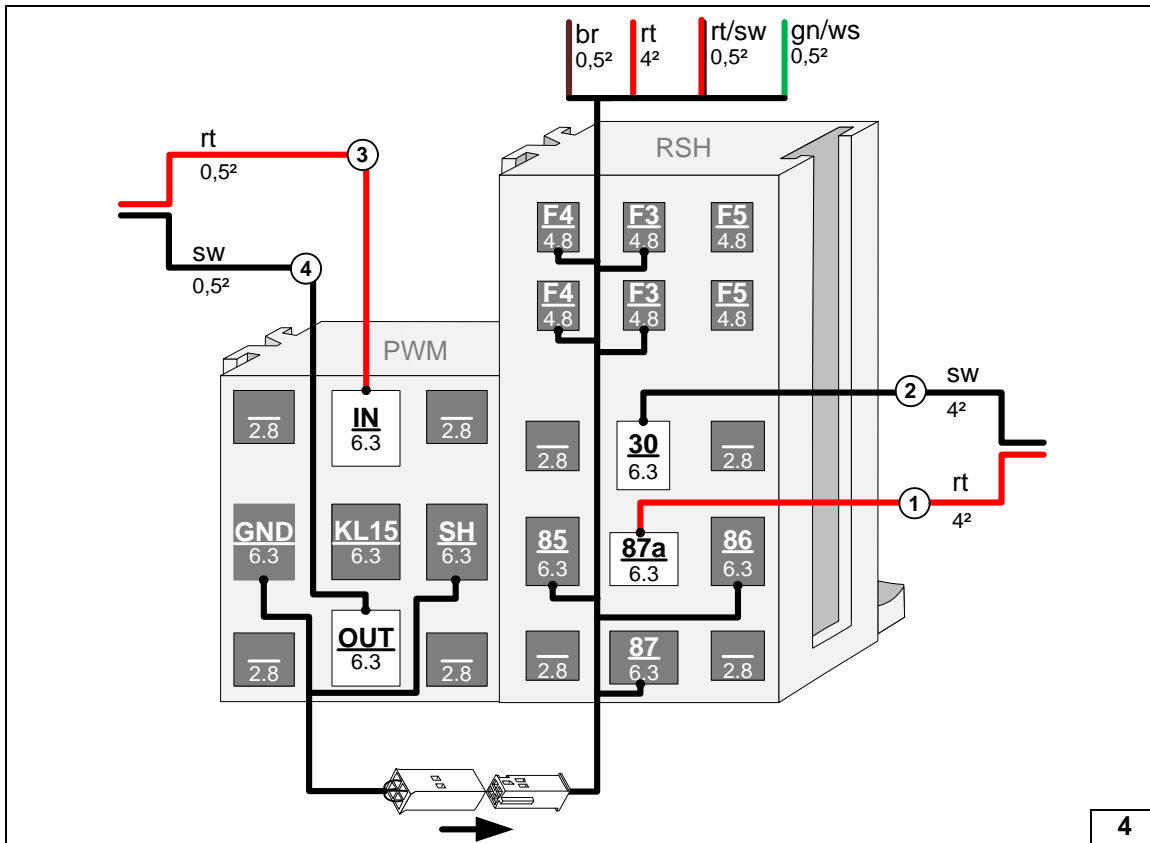 br rt rt/sw gn/ws
0,5² 4² 0,5² 0,5²
rt
0,5²
3
sw
0,5²
4
RSH
F4 F3 F5
4.8 4.8 4.8
F4 F3 F5
4.8 4.8 4.8
PWM
2.8
IN
6.3
2.8
2.8
30
6.3
2.8
2
sw
4²
rt
4²
1
GND KL15 SH
6.3 6.3 6.3
85 87a 86
6.3 6.3 6.3
2.8
OUT
6.3
2.8
2.8
87
6.3
2.8
4